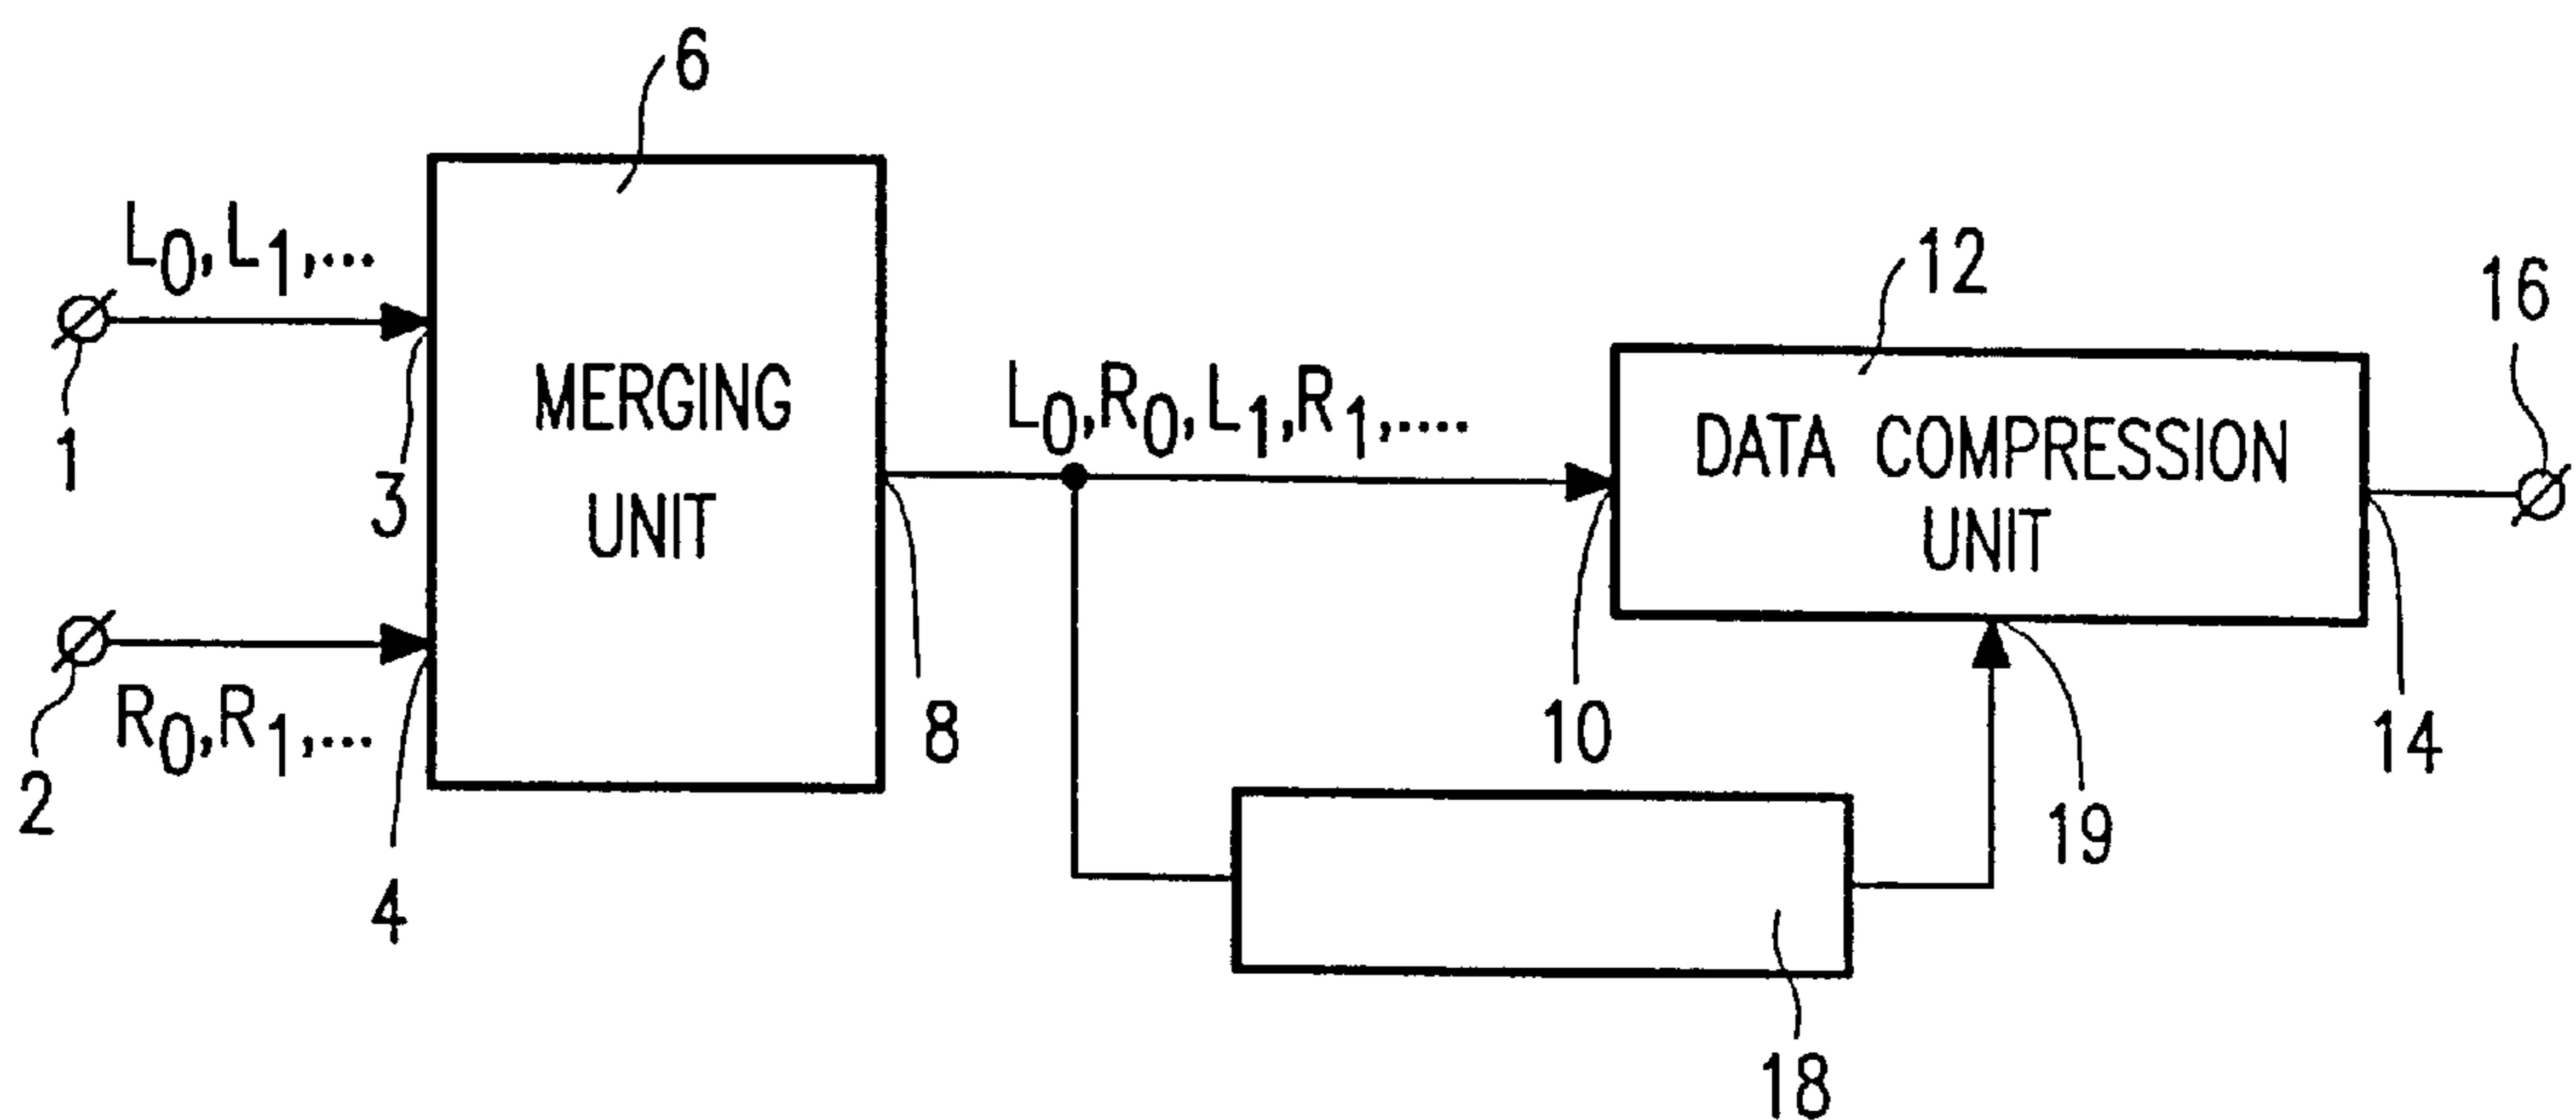 6
L0,L1,...
12
16
1
3
MERGING
UNIT
L0,R0,L1,R1,....
DATA COMPRESSION
UNIT
R0,R1,...
2
4
8
10
19
14
18